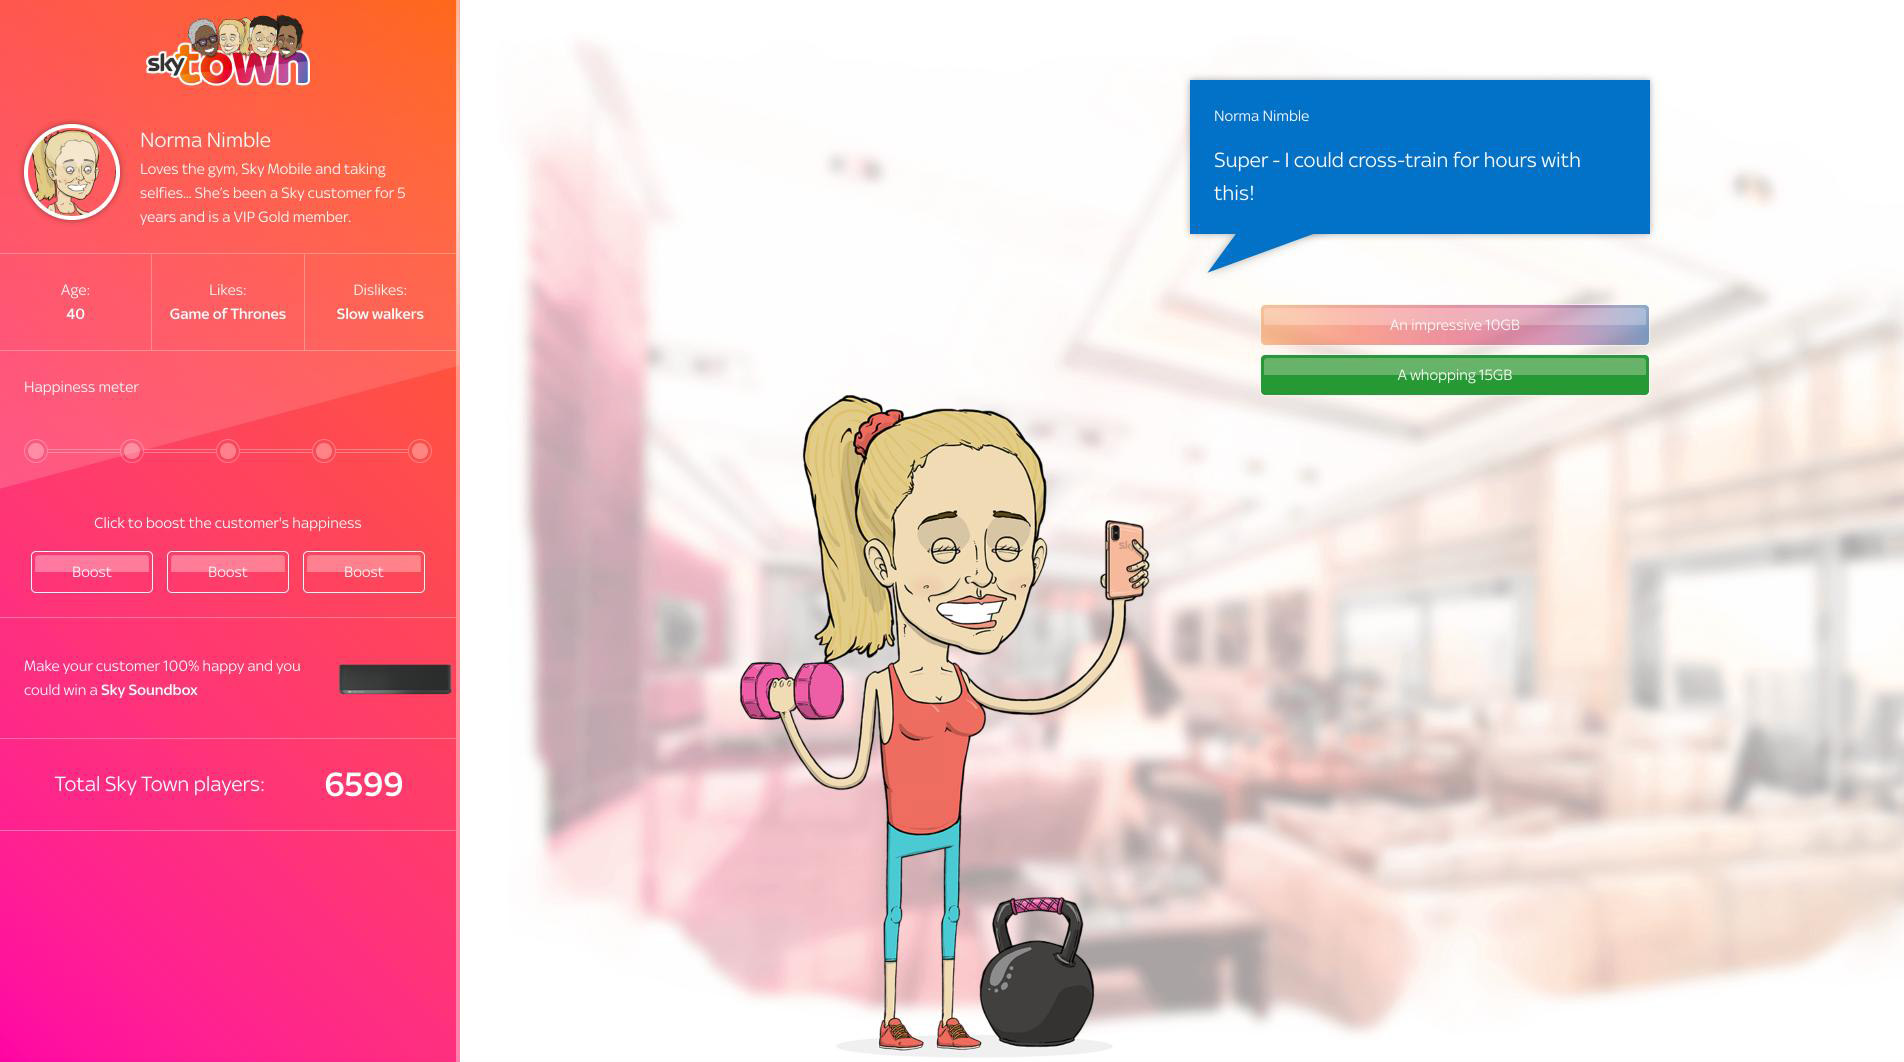 sky town
Norma Nimble
Loves the gym, Sky Mobile and taking
selfies... She's been a Sky customer for 5
years and is a VIP Gold member.
Age:
40
Likes:
Game of Thrones
Dislikes:
Slow walkers
Happiness meter
Click to boost the customer's happiness
Boost
Boost
Boost
Make your customer 100% happy and you
could win a Sky Soundbox
Total Sky Town players:
6599
Norma Nimble
Super - I could cross-train for hours with
this!
An impressive 10GB
A whopping 15GB
sky